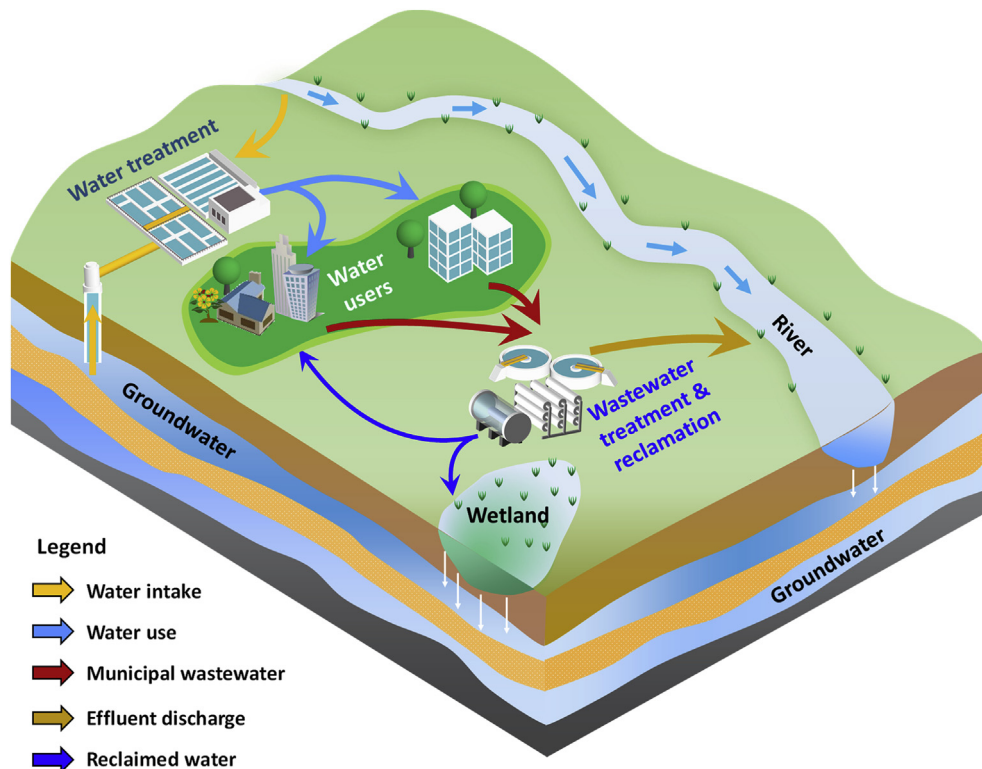 Water treatment
Water
users
River
Wastewater
treatment &
reclamation
Groundwater
Wetland
Groundwater
Legend
Water intake
Water use
Municipal wastewater
Effluent discharge
Reclaimed water